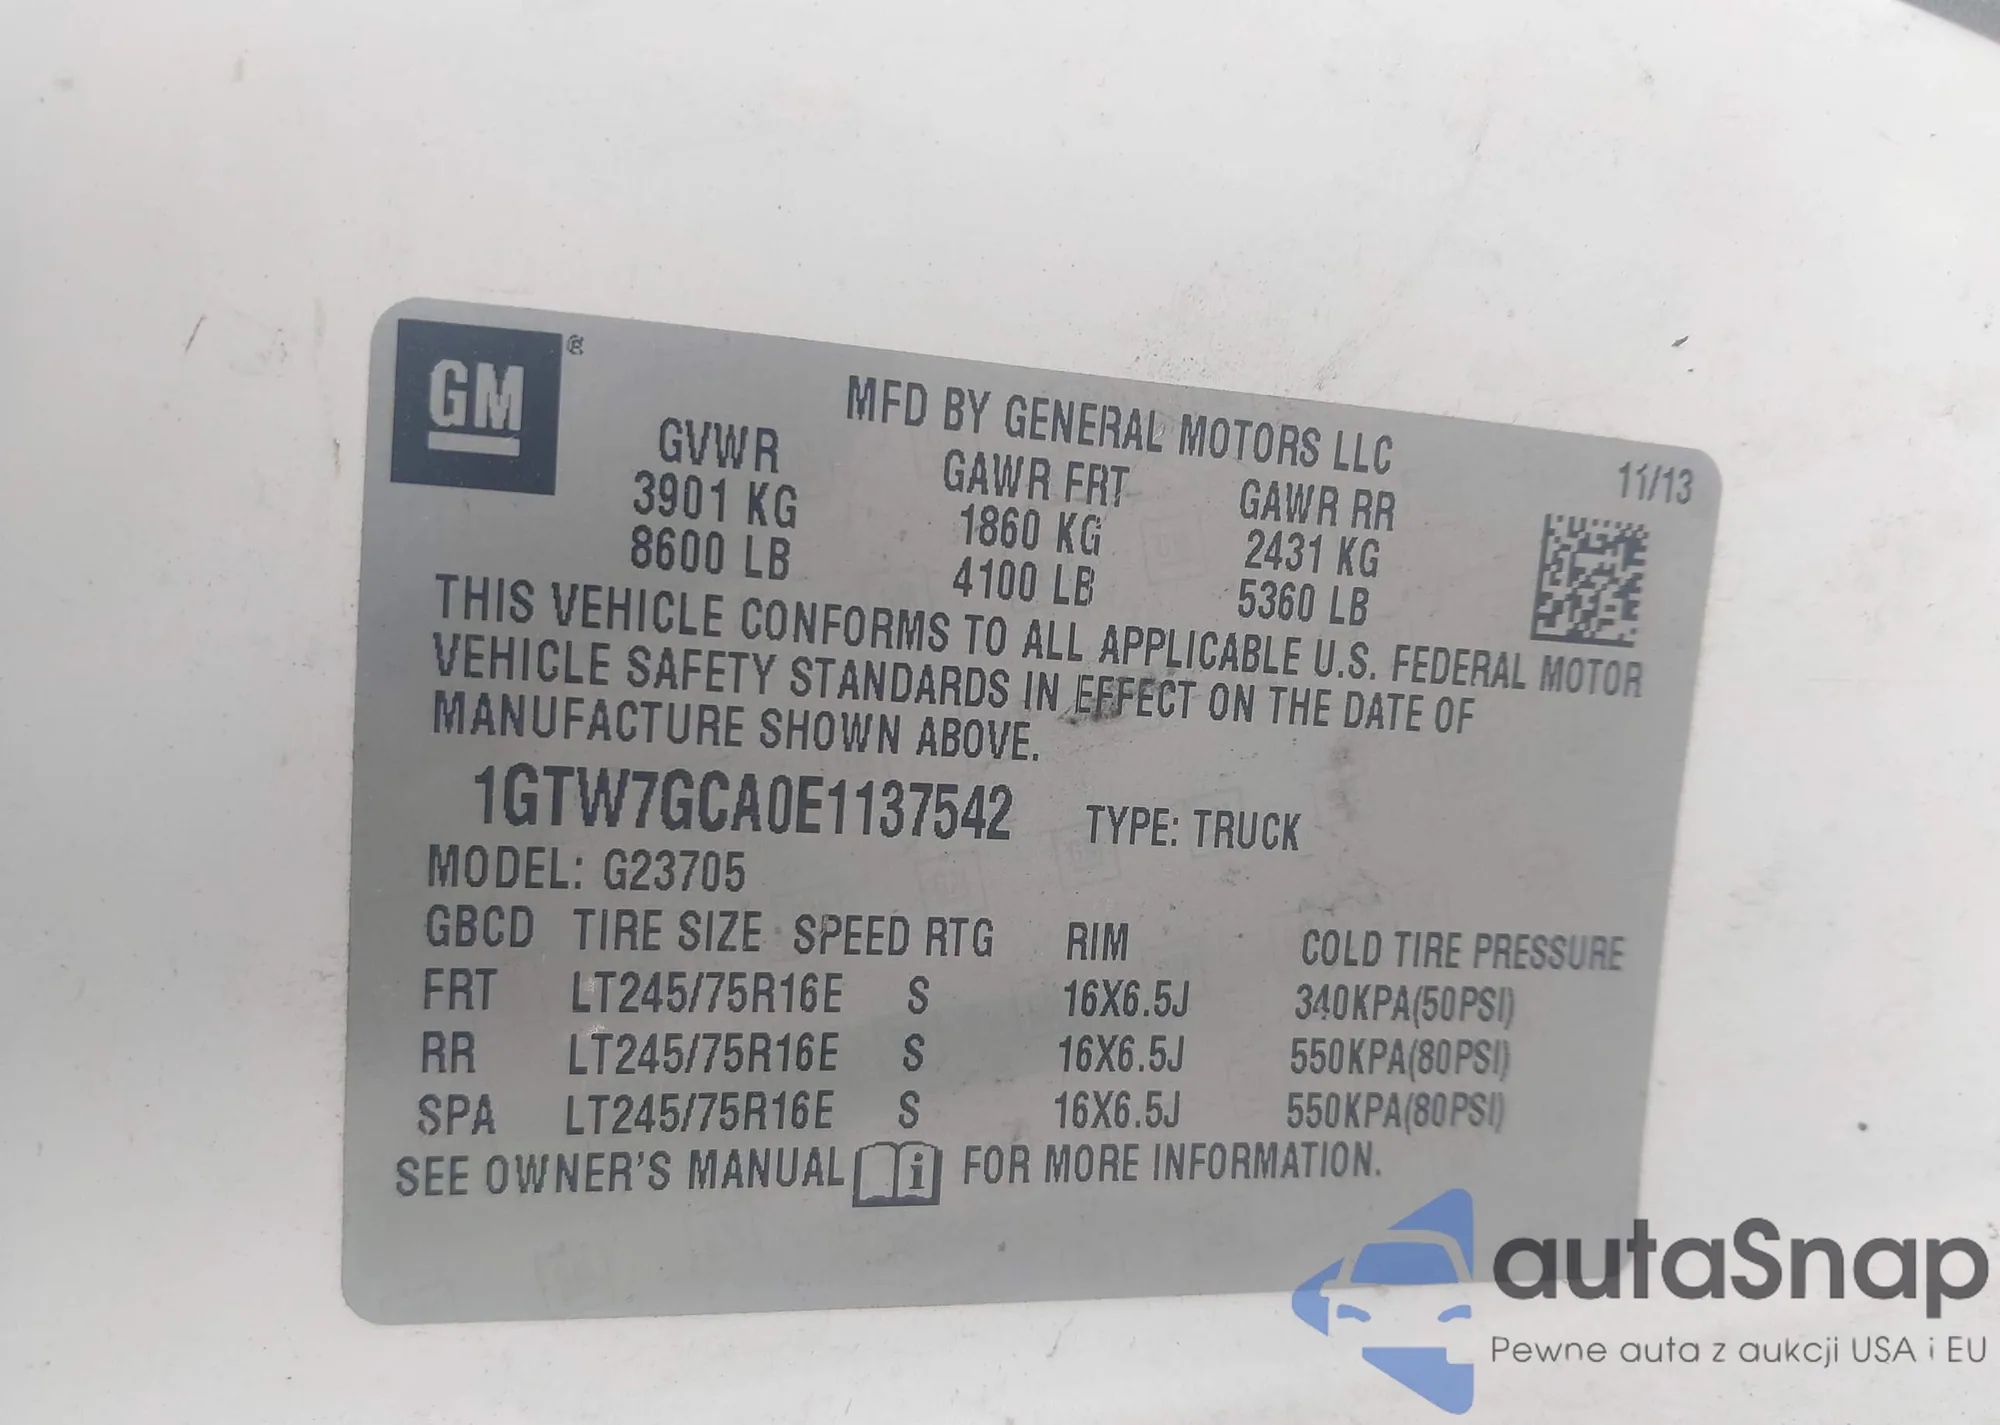 GM ®
MFD BY GENERAL MOTORS LLC
11/13
GVWR GAWR FRT GAWR RR
3901 KG 1860 KG 2431 KG
8600 LB 4100 LB 5360 LB
THIS VEHICLE CONFORMS TO ALL APPLICABLE U.S. FEDERAL MOTOR
VEHICLE SAFETY STANDARDS IN EFFECT ON THE DATE OF
MANUFACTURE SHOWN ABOVE.
1GTW7GCA0E1137542 TYPE: TRUCK
MODEL: G23705
GBCD TIRE SIZE SPEED RTG RIM COLD TIRE PRESSURE
FRT LT245/75R16E S 16X6.5J 340KPA(50PSI)
RR LT245/75R16E S 16X6.5J 550KPA(80PSI)
SPA LT245/75R16E S 16X6.5J 550KPA(80PSI)
SEE OWNER'S MANUAL i FOR MORE INFORMATION.
autaSnap
Pewne auta z aukcji USA i EU